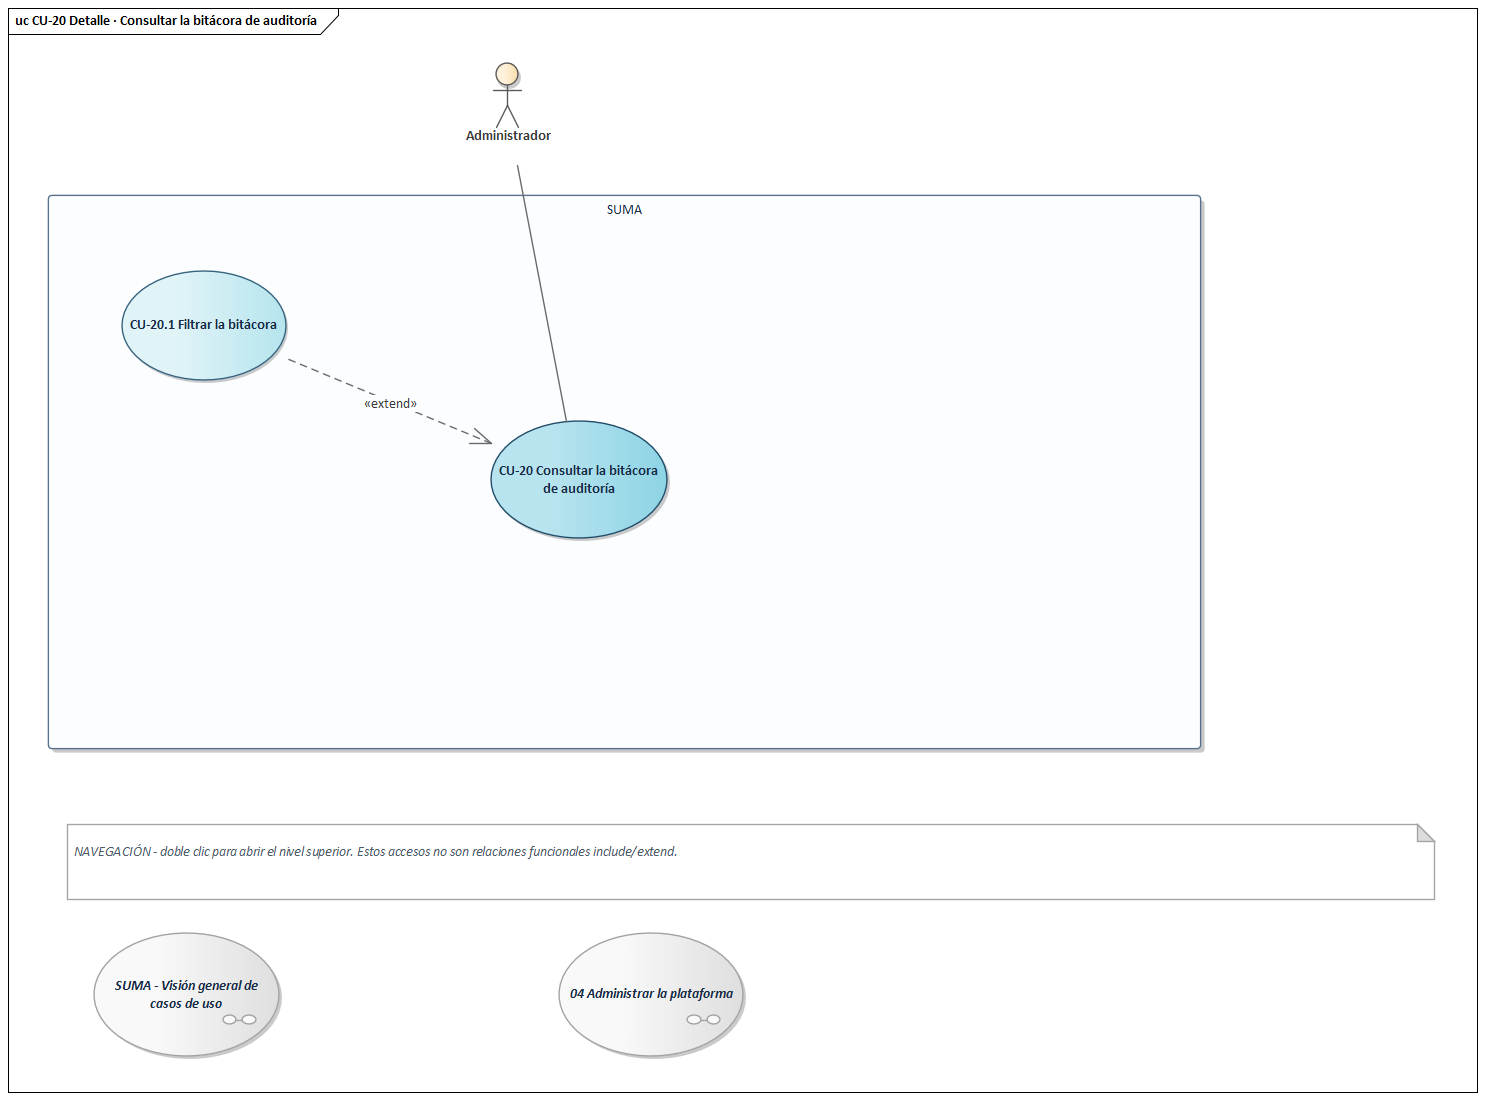 uc CU-20 Detalle · Consultar la bitácora de auditoría
Administrador
SUMA
CU-20.1 Filtrar la bitácora
«extend»
CU-20 Consultar la bitácora
de auditoría
NAVEGACIÓN - doble clic para abrir el nivel superior. Estos accesos no son relaciones funcionales include/extend.
SUMA - Visión general de
casos de uso
04 Administrar la plataforma